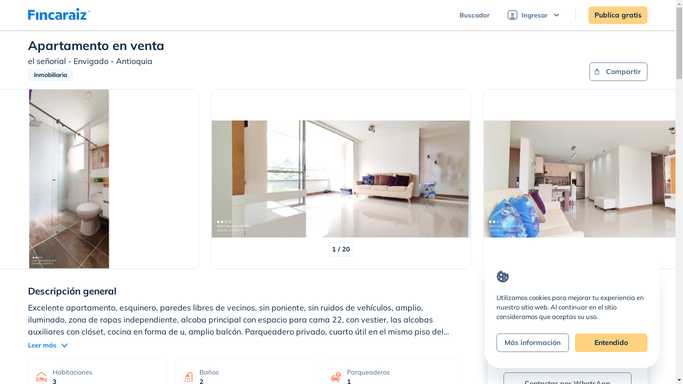 Fincaraiz
Buscador
Ingresar
Publica gratis
Apartamento en venta
el señorial - Envigado - Antioquia
Inmobiliaria
Compartir
1 / 20
Descripción general
Excelente apartamento, esquinero, paredes libres de vecinos, sin poniente, sin ruidos de vehículos, amplio,
iluminado, zona de ropas independiente, alcoba principal con espacio para cama 22, con vestier, las alcobas
auxiliares con clóset, cocina en forma de u, amplio balcón. Parqueadero privado, cuarto útil en el mismo piso del...
Leer más
Habitaciones
3
Baños
2
Parqueaderos
1
Utilizamos cookies para mejorar tu experiencia en
nuestro sitio web. Al continuar en el sitio
consideramos que aceptas su uso.
Más información
Entendido
Contactar por WhatsApp